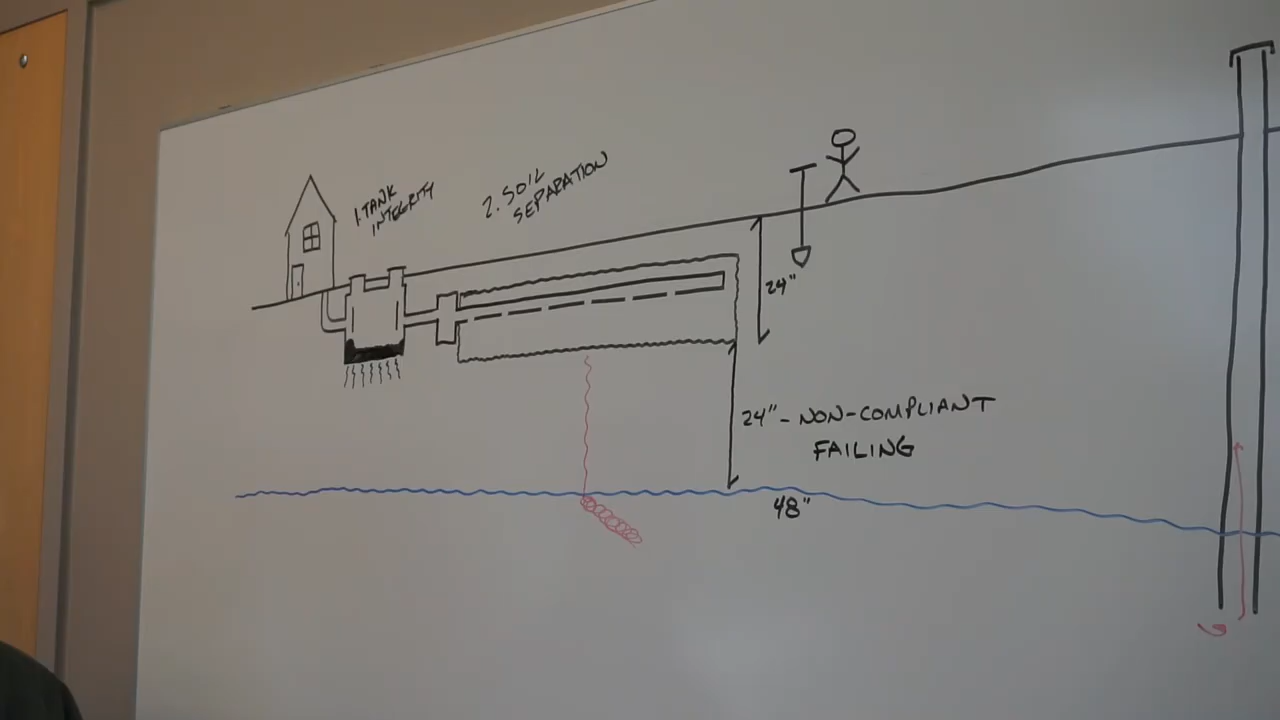 1. TANK
INTEGRITY
2. SOIL
SEPARATION
24"
24" - NON-COMPLIANT
FAILING
48"